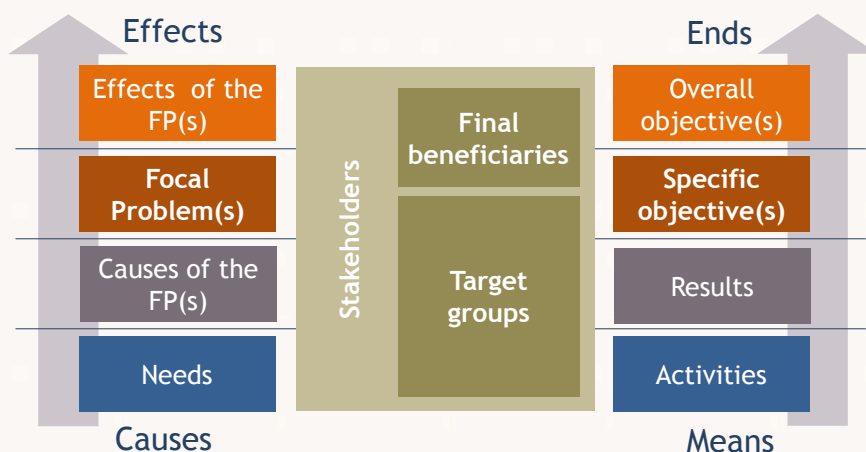 Effects
Effects of the
FP(s)
Focal
Problem(s)
Causes of the
FP(s)
Needs
Causes
Stakeholders
Final
beneficiaries
Target
groups
Ends
Overall
objective(s)
Specific
objective(s)
Results
Activities
Means